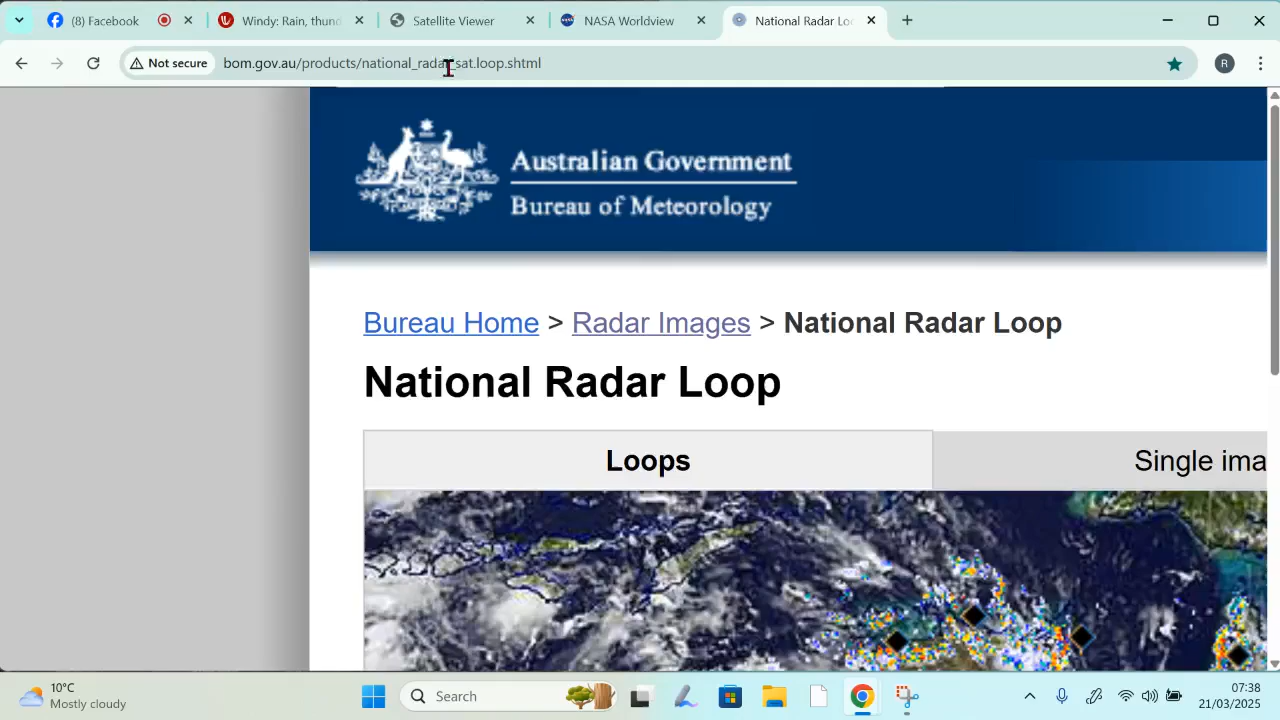 (8) Facebook
Windy: Rain, thund
Satellite Viewer
NASA Worldview
National Radar Lo
Not secure
bom.gov.au/products/national_radar_sat.loop.shtml
R
Australian Government
Bureau of Meteorology
Bureau Home > Radar Images > National Radar Loop
National Radar Loop
Loops
Single ima
10°C
Mostly cloudy
Search
07:38
21/03/2025